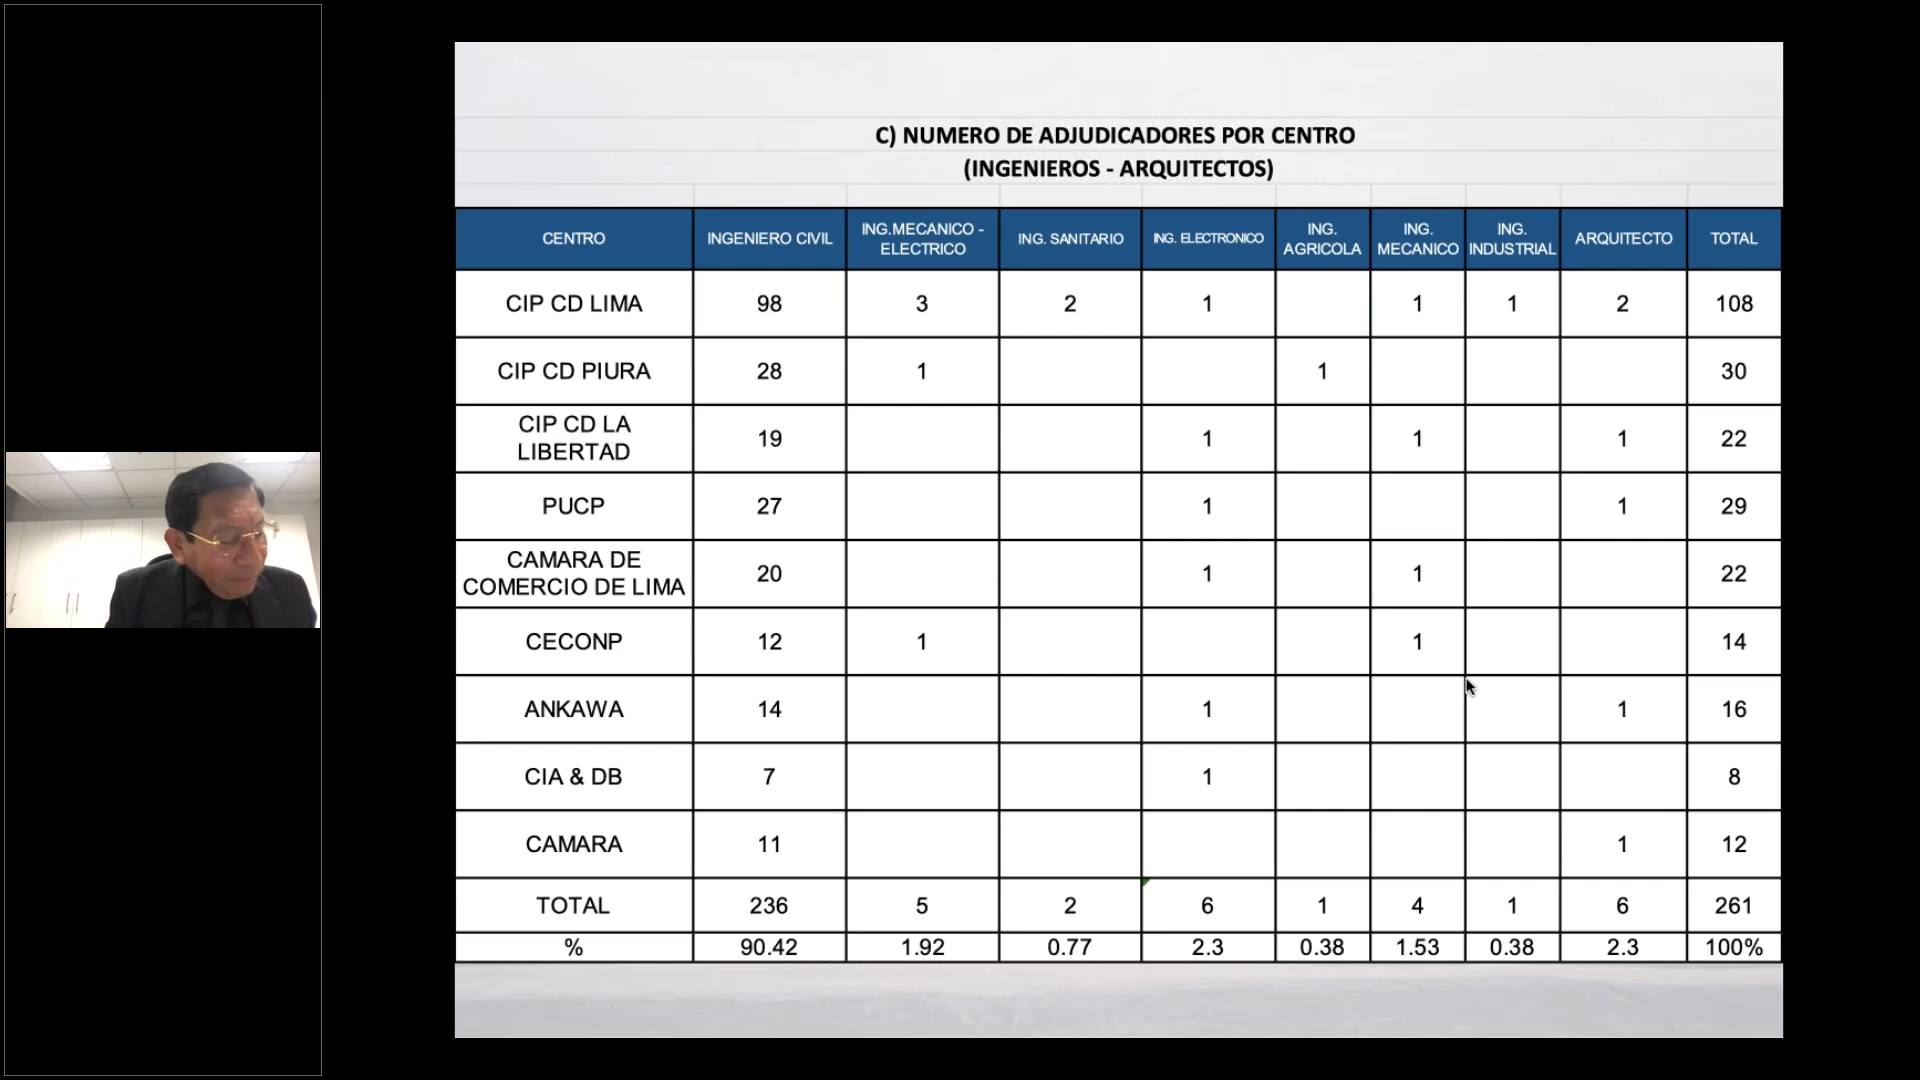 C) NUMERO DE ADJUDICADORES POR CENTRO
(INGENIEROS - ARQUITECTOS)
CENTRO INGENIERO CIVIL ING.MECANICO - ELECTRICO ING. SANITARIO ING. ELECTRONICO ING. AGRICOLA ING. MECANICO ING. INDUSTRIAL ARQUITECTO TOTAL
CIP CD LIMA 98 3 2 1 1 1 2 108
CIP CD PIURA 28 1 1 30
CIP CD LA LIBERTAD 19 1 1 1 22
PUCP 27 1 1 29
CAMARA DE COMERCIO DE LIMA 20 1 1 22
CECONP 12 1 1 14
ANKAWA 14 1 1 16
CIA & DB 7 1 8
CAMARA 11 1 12
TOTAL 236 5 2 6 1 4 1 6 261
% 90.42 1.92 0.77 2.3 0.38 1.53 0.38 2.3 100%